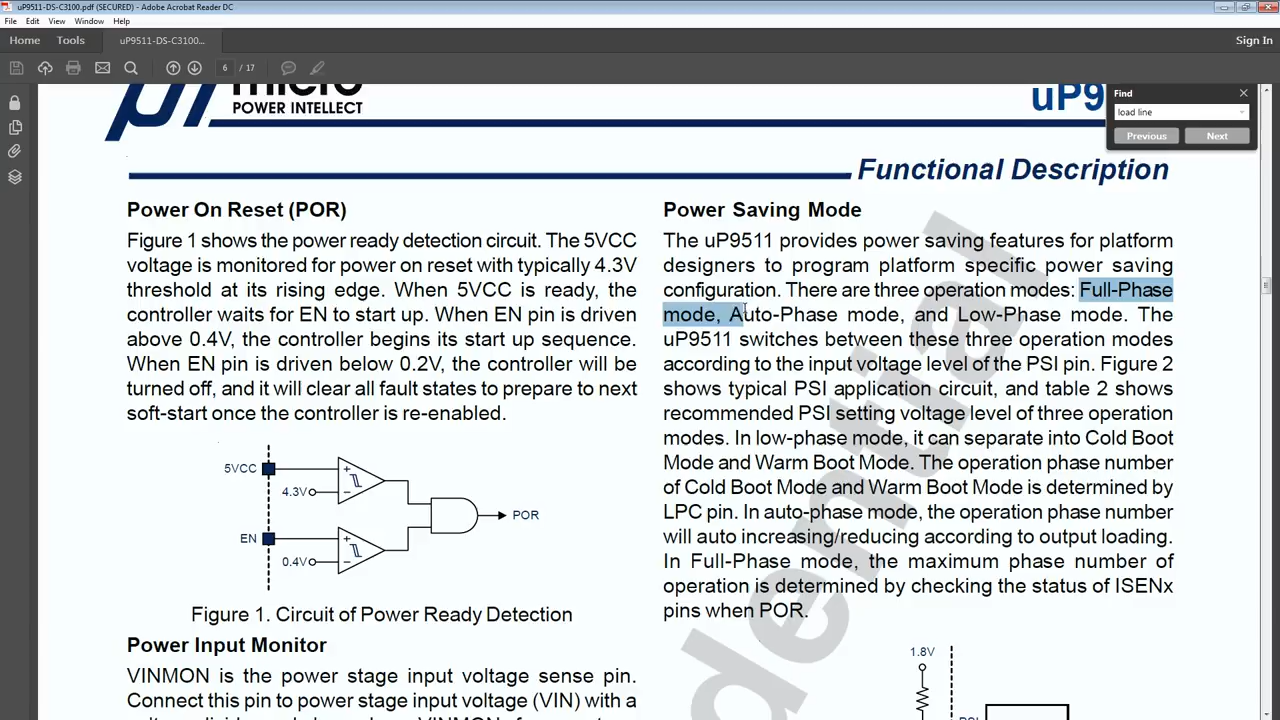 uP9511-DS-C3100.pdf (SECURED) - Adobe Acrobat Reader DC
File Edit View Window Help
Home Tools uP9511-DS-C3100... Sign In
6 / 17
Find
load line
Previous Next
micro
POWER INTELLECT
uP9
Functional Description
Power On Reset (POR)
Figure 1 shows the power ready detection circuit. The 5VCC
voltage is monitored for power on reset with typically 4.3V
threshold at its rising edge. When 5VCC is ready, the
controller waits for EN to start up. When EN pin is driven
above 0.4V, the controller begins its start up sequence.
When EN pin is driven below 0.2V, the controller will be
turned off, and it will clear all fault states to prepare to next
soft-start once the controller is re-enabled.
5VCC
4.3V
EN
0.4V
POR
Figure 1. Circuit of Power Ready Detection
Power Input Monitor
VINMON is the power stage input voltage sense pin.
Connect this pin to power stage input voltage (VIN) with a
Power Saving Mode
The uP9511 provides power saving features for platform
designers to program platform specific power saving
configuration. There are three operation modes: Full-Phase
mode, Auto-Phase mode, and Low-Phase mode. The
uP9511 switches between these three operation modes
according to the input voltage level of the PSI pin. Figure 2
shows typical PSI application circuit, and table 2 shows
recommended PSI setting voltage level of three operation
modes. In low-phase mode, it can separate into Cold Boot
Mode and Warm Boot Mode. The operation phase number
of Cold Boot Mode and Warm Boot Mode is determined by
LPC pin. In auto-phase mode, the operation phase number
will auto increasing/reducing according to output loading.
In Full-Phase mode, the maximum phase number of
operation is determined by checking the status of ISENx
pins when POR.
1.8V
PSI
dential